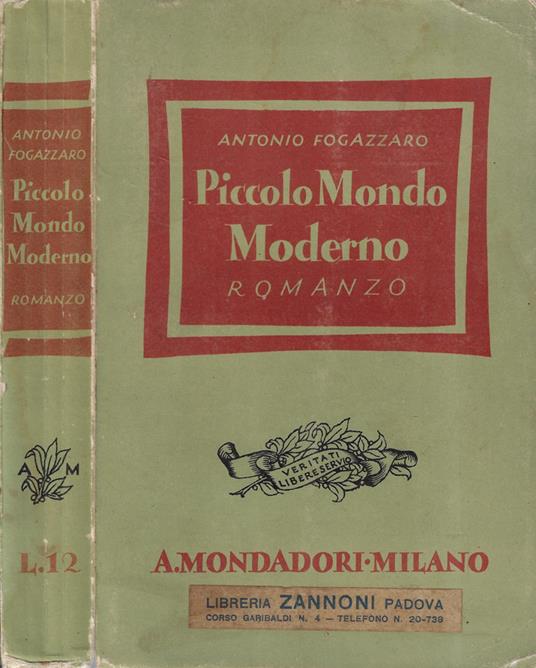 ANTONIO
FOGAZZARO
Piccolo
Mondo
Moderno
ROMANZO
A M
L.12
ANTONIO FOGAZZARO
Piccolo Mondo
Moderno
ROMANZO
VERITATI
LIBERE SERVIO
A.MONDADORI·MILANO
LIBRERIA ZANNONI PADOVA
CORSO GARIBALDI N. 4 — TELEFONO N. 20-738